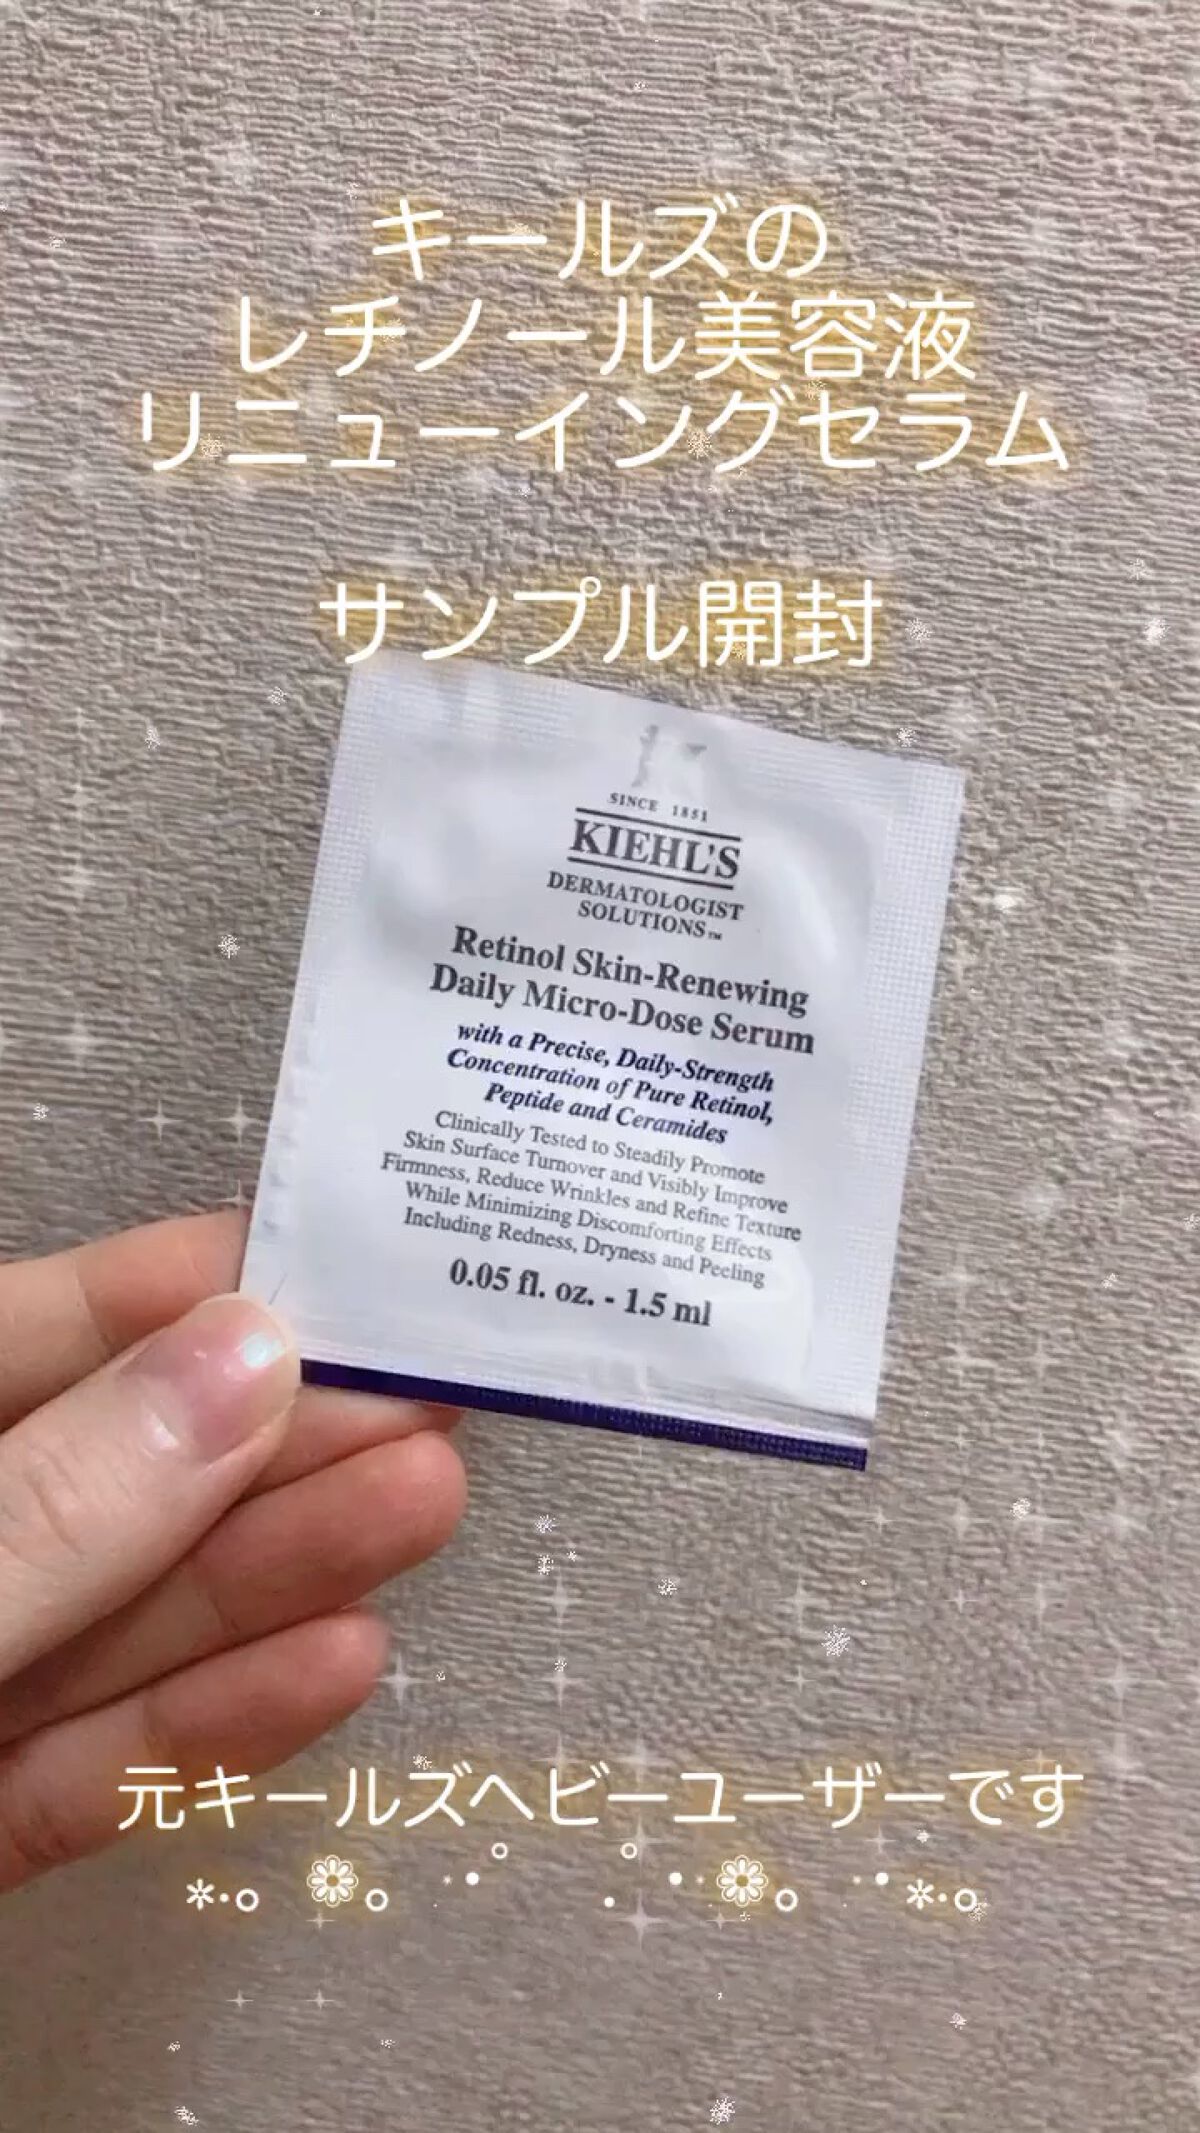 キールズの
レチノール美容液
リニューイングセラム
サンプル開封
SINCE 1851
KIEHL'S
DERMATOLOGIST
SOLUTIONS™
Retinol Skin-Renewing
Daily Micro-Dose Serum
with a Precise, Daily-Strength
Concentration of Pure Retinol,
Peptide and Ceramides
Clinically Tested to Steadily Promote
Skin Surface Turnover and Visibly Improve
Firmness, Reduce Wrinkles and Refine Texture
While Minimizing Discomforting Effects
Including Redness, Dryness and Peeling
0.05 fl. oz. - 1.5 ml
元キールズヘビーユーザーです